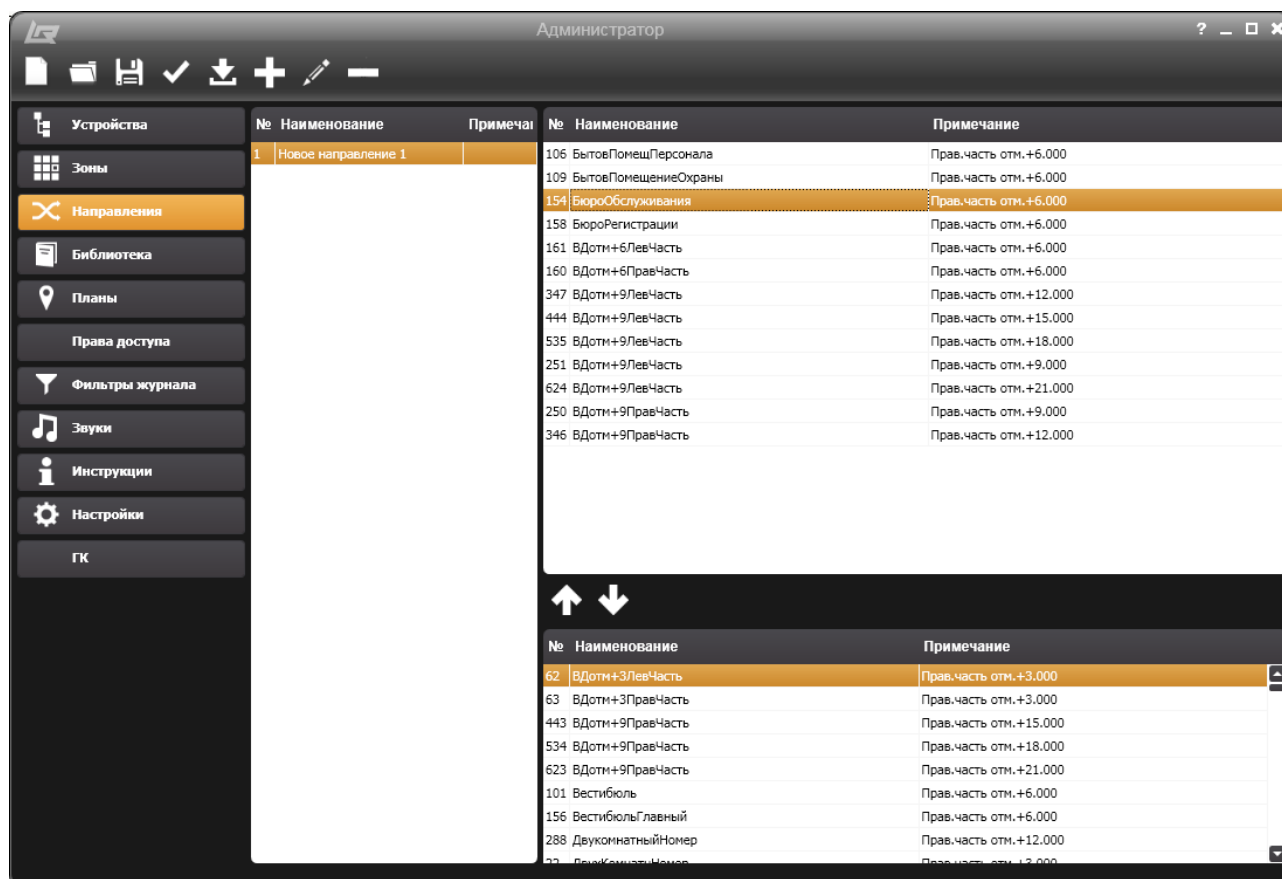 Администратор
?
Устройства
Зоны
Направления
Библиотека
Планы
Права доступа
Фильтры журнала
Звуки
Инструкции
Настройки
ГК
№ Наименование Примечаı
1 Новое направление 1
№ Наименование Примечание
106 БытовПомещПерсонала Прав.часть отм.+6.000
109 БытовПомещениеОхраны Прав.часть отм.+6.000
154 БюроОбслуживания Прав.часть отм.+6.000
158 БюроРегистрации Прав.часть отм.+6.000
161 ВДотм+6ЛевЧасть Прав.часть отм.+6.000
160 ВДотм+6ПравЧасть Прав.часть отм.+6.000
347 ВДотм+9ЛевЧасть Прав.часть отм.+12.000
444 ВДотм+9ЛевЧасть Прав.часть отм.+15.000
535 ВДотм+9ЛевЧасть Прав.часть отм.+18.000
251 ВДотм+9ЛевЧасть Прав.часть отм.+9.000
624 ВДотм+9ЛевЧасть Прав.часть отм.+21.000
250 ВДотм+9ПравЧасть Прав.часть отм.+9.000
346 ВДотм+9ПравЧасть Прав.часть отм.+12.000
№ Наименование Примечание
62 ВДотм+3ЛевЧасть Прав.часть отм.+3.000
63 ВДотм+3ПравЧасть Прав.часть отм.+3.000
443 ВДотм+9ПравЧасть Прав.часть отм.+15.000
534 ВДотм+9ПравЧасть Прав.часть отм.+18.000
623 ВДотм+9ПравЧасть Прав.часть отм.+21.000
101 Вестибюль Прав.часть отм.+6.000
156 ВестибюльГлавный Прав.часть отм.+6.000
288 ДвукомнатныйНомер Прав.часть отм.+12.000